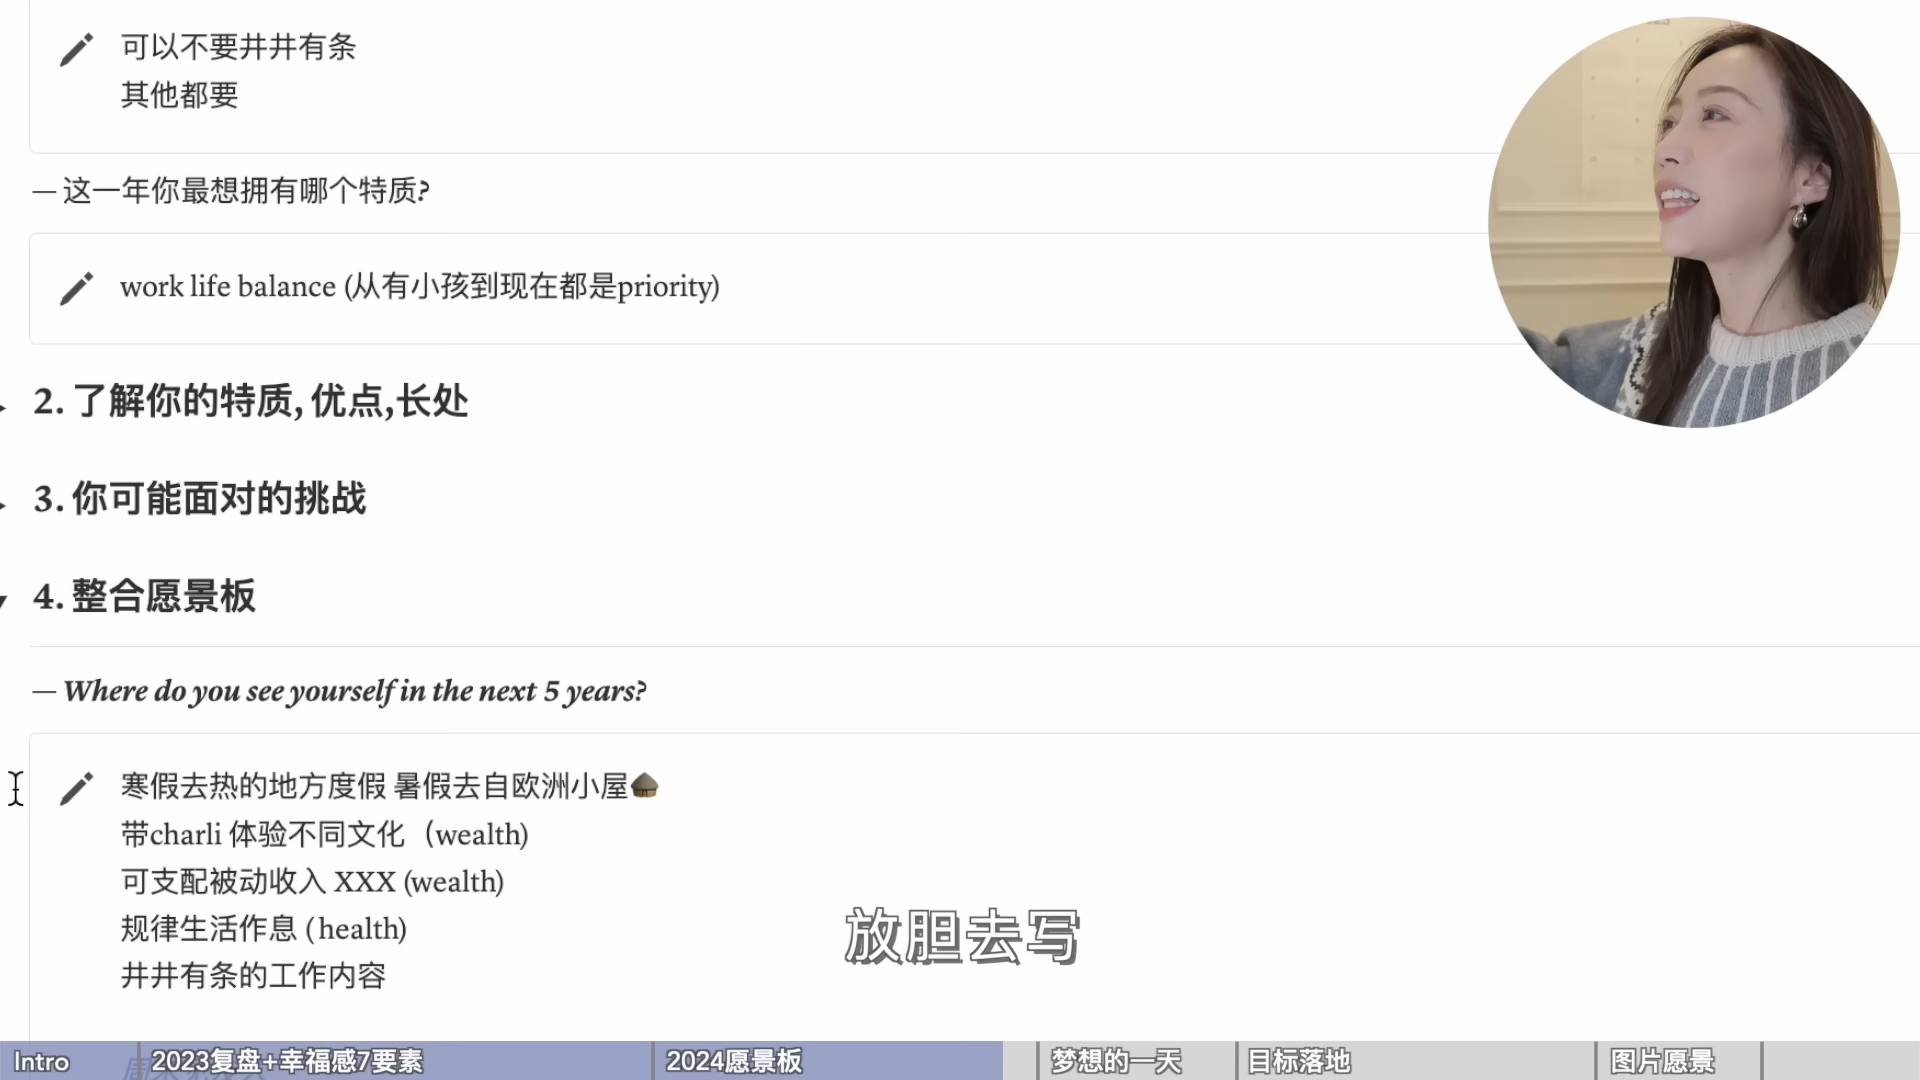 可以不要井井有条
其他都要
— 这一年你最想拥有哪个特质?
work life balance (从有小孩到现在都是priority)
2. 了解你的特质, 优点,长处
3. 你可能面对的挑战
4. 整合愿景板
— Where do you see yourself in the next 5 years?
寒假去热的地方度假 暑假去自欧洲小屋🛖
带charli 体验不同文化（wealth)
可支配被动收入 XXX (wealth)
规律生活作息 ( health)
井井有条的工作内容
放胆去写
Intro
2023复盘+幸福感7要素
2024愿景板
梦想的一天
目标落地
图片愿景